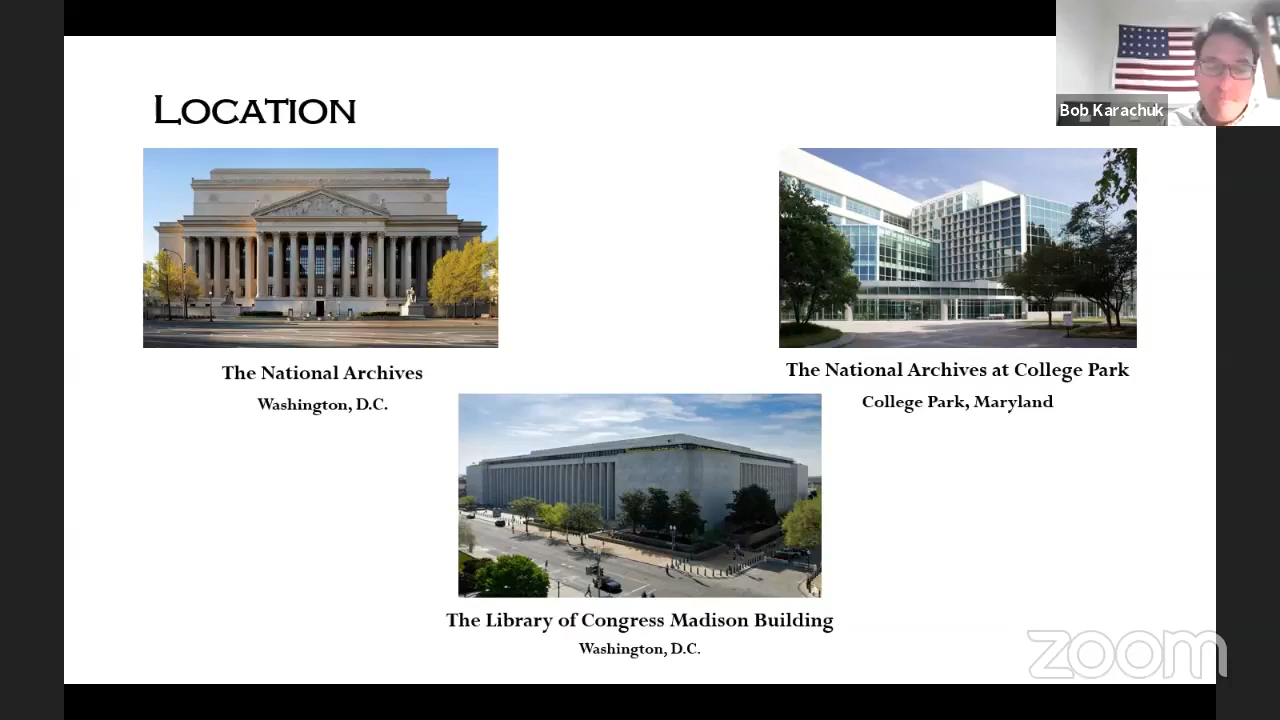 Location
Bob Karachuk
The National Archives
Washington, D.C.
The National Archives at College Park
College Park, Maryland
The Library of Congress Madison Building
Washington, D.C.
zoom